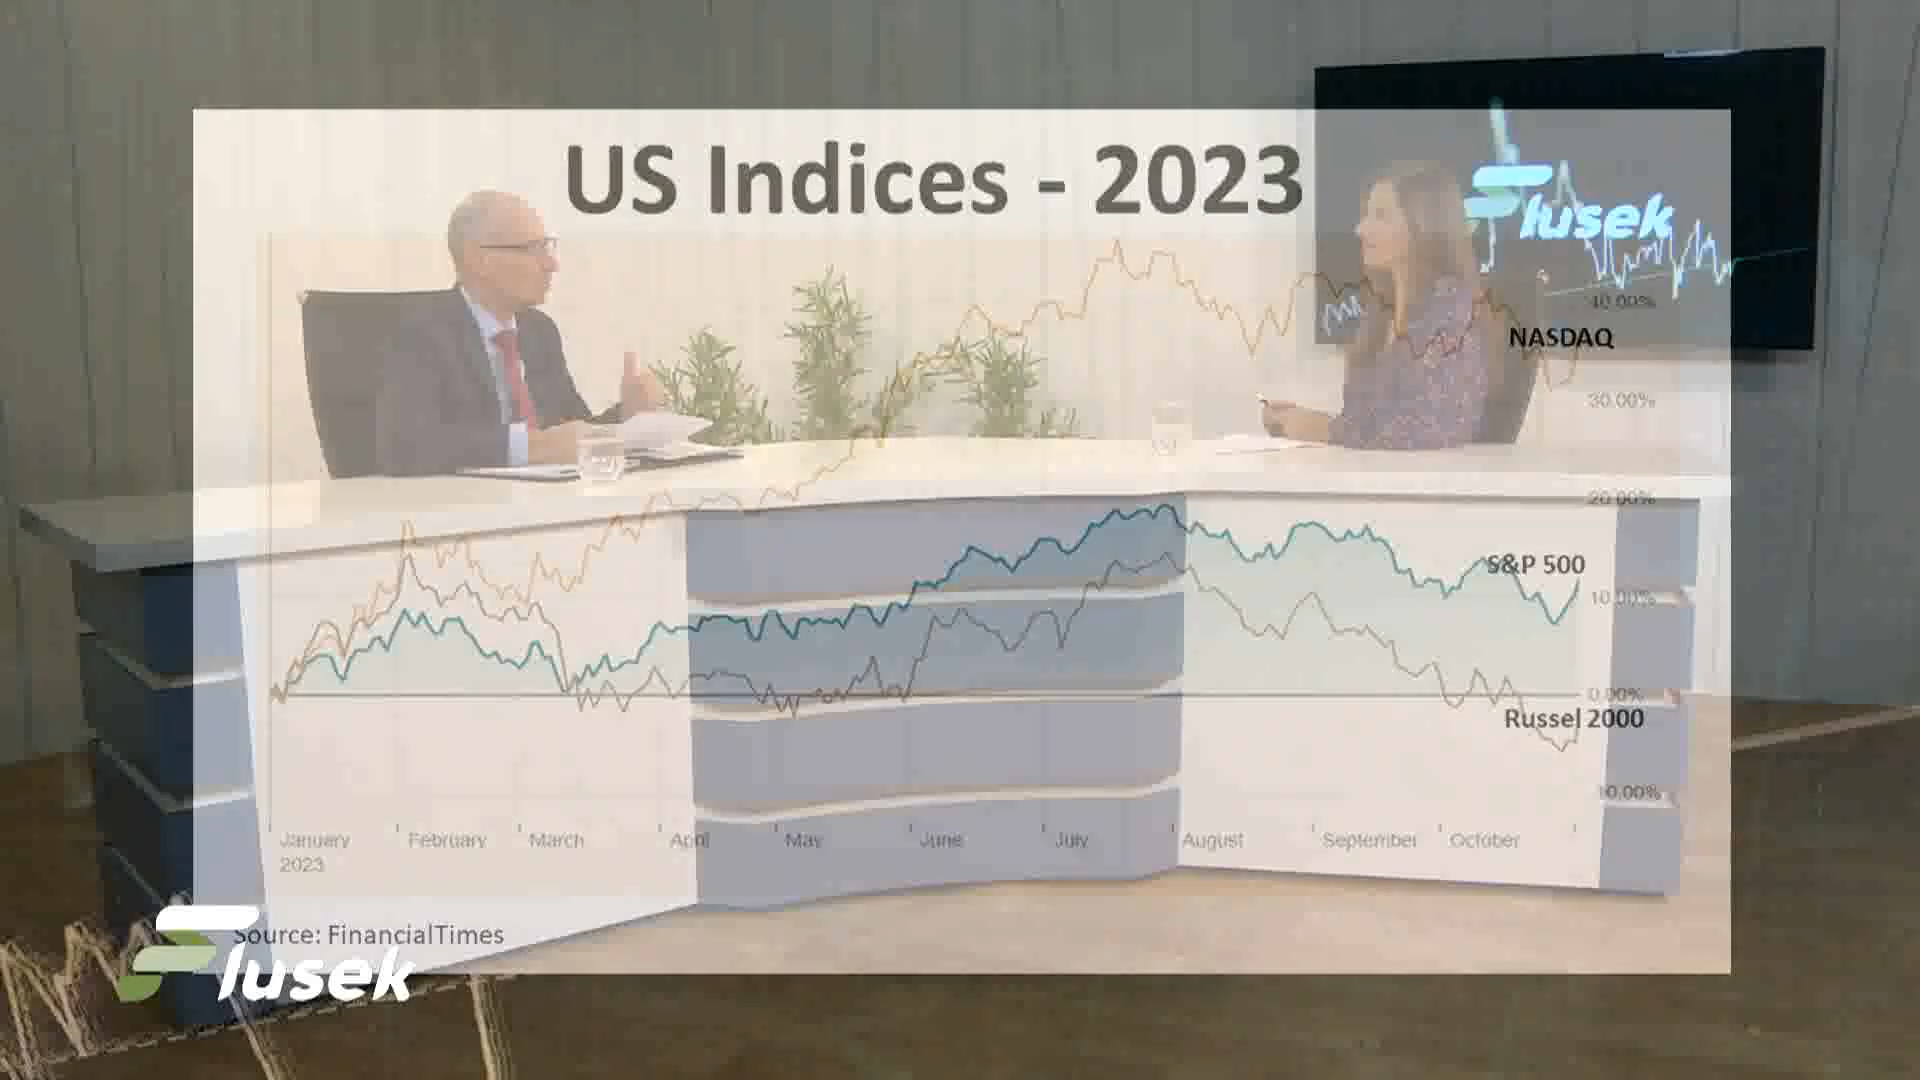 US Indices - 2023
lusek
40.00%
NASDAQ
30.00%
20.00%
S&P 500
10.00%
0.00%
Russel 2000
10.00%
January
February
March
April
May
June
July
August
September
October
2023
Source: FinancialTimes
lusek